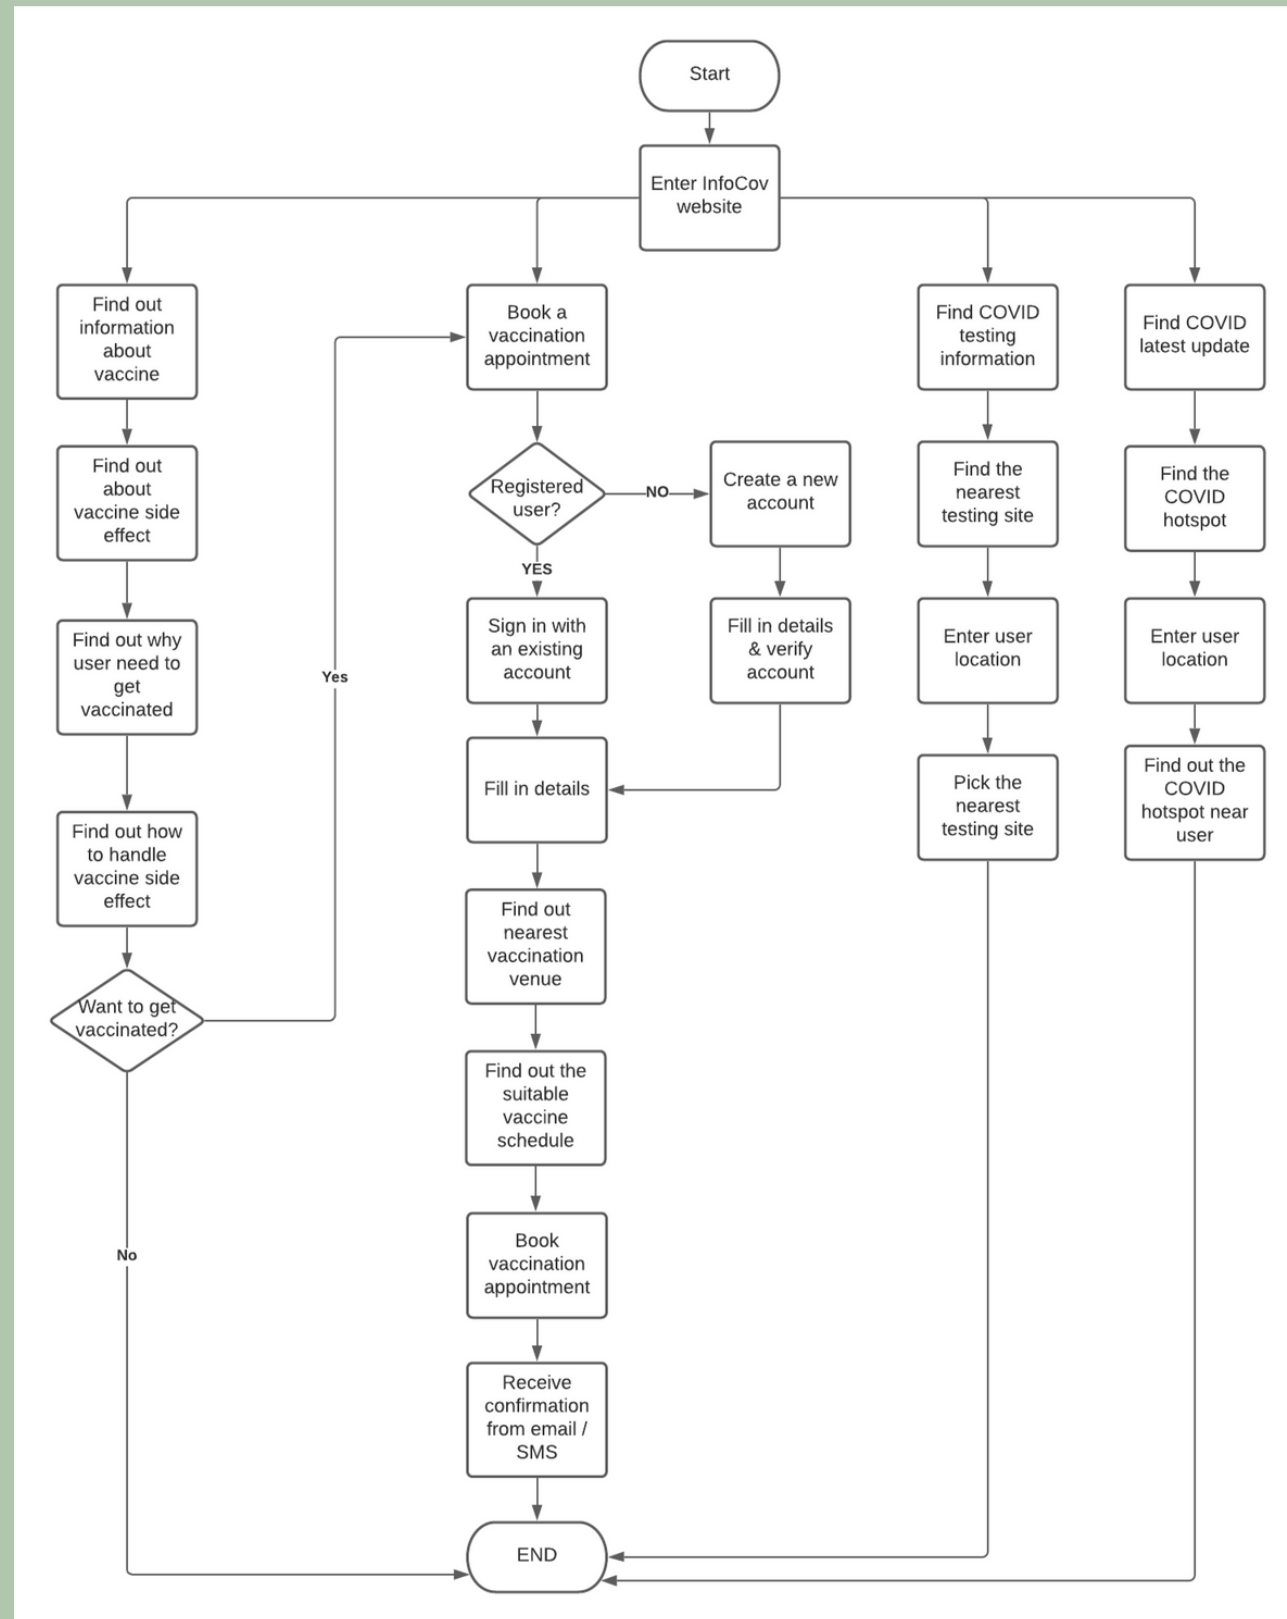 Start
Enter InfoCov
website
Find out
information
about
vaccine
Find out
about
vaccine side
effect
Find out why
user need to
get
vaccinated
Find out how
to handle
vaccine side
effect
Want to get
vaccinated?
Yes
No
Book a
vaccination
appointment
Registered
user?
NO
YES
Create a new
account
Fill in details
& verify
account
Sign in with
an existing
account
Fill in details
Find out
nearest
vaccination
venue
Find out the
suitable
vaccine
schedule
Book
vaccination
appointment
Receive
confirmation
from email /
SMS
END
Find COVID
testing
information
Find the
nearest
testing site
Enter user
location
Pick the
nearest
testing site
Find COVID
latest update
Find the
COVID
hotspot
Enter user
location
Find out the
COVID
hotspot near
user